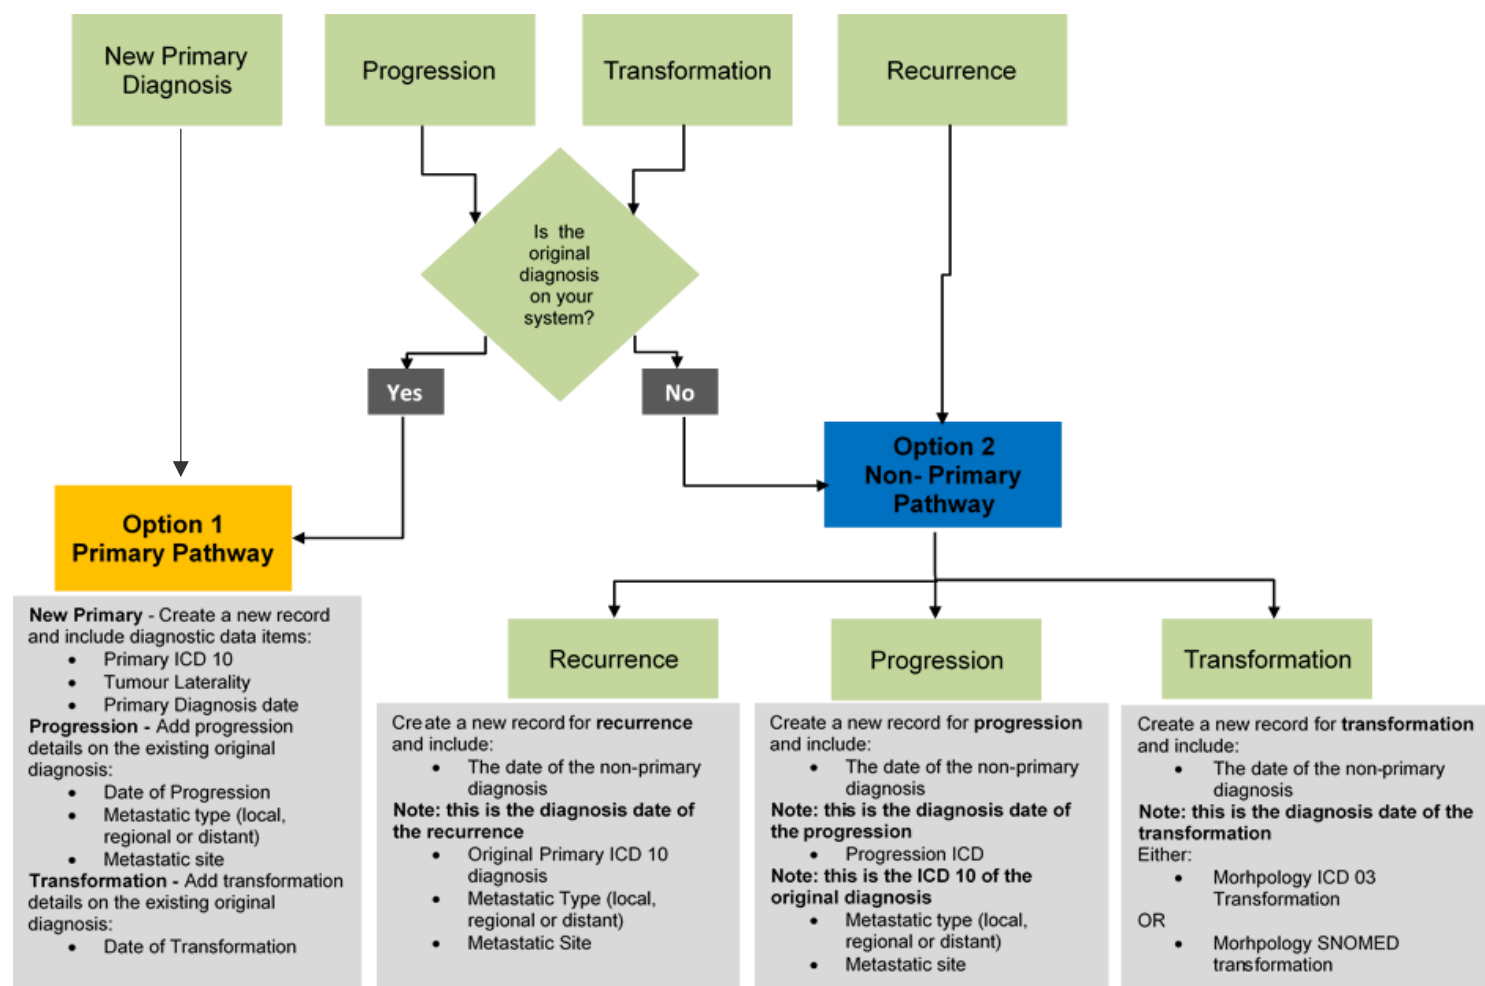 New Primary
Diagnosis
Progression
Transformation
Recurrence
Is the
original
diagnosis
on your
system?
Yes
No
Option 1
Primary Pathway
Option 2
Non- Primary
Pathway
New Primary - Create a new record
and include diagnostic data items:
• Primary ICD 10
• Tumour Laterality
• Primary Diagnosis date
Progression - Add progression
details on the existing original
diagnosis:
• Date of Progression
• Metastatic type (local,
regional or distant)
• Metastatic site
Transformation - Add transformation
details on the existing original
diagnosis:
• Date of Transformation
Recurrence
Create a new record for recurrence
and include:
• The date of the non-primary
diagnosis
Note: this is the diagnosis date of
the recurrence
• Original Primary ICD 10
diagnosis
• Metastatic Type (local,
regional or distant)
• Metastatic Site
Progression
Create a new record for progression
and include:
• The date of the non-primary
diagnosis
Note: this is the diagnosis date of
the progression
• Progression ICD
Note: this is the ICD 10 of the
original diagnosis
• Metastatic type (local,
regional or distant)
• Metastatic site
Transformation
Create a new record for transformation
and include:
• The date of the non-primary
diagnosis
Note: this is the diagnosis date of the
transformation
Either:
• Morhpology ICD 03
Transformation
OR
• Morhpology SNOMED
transformation